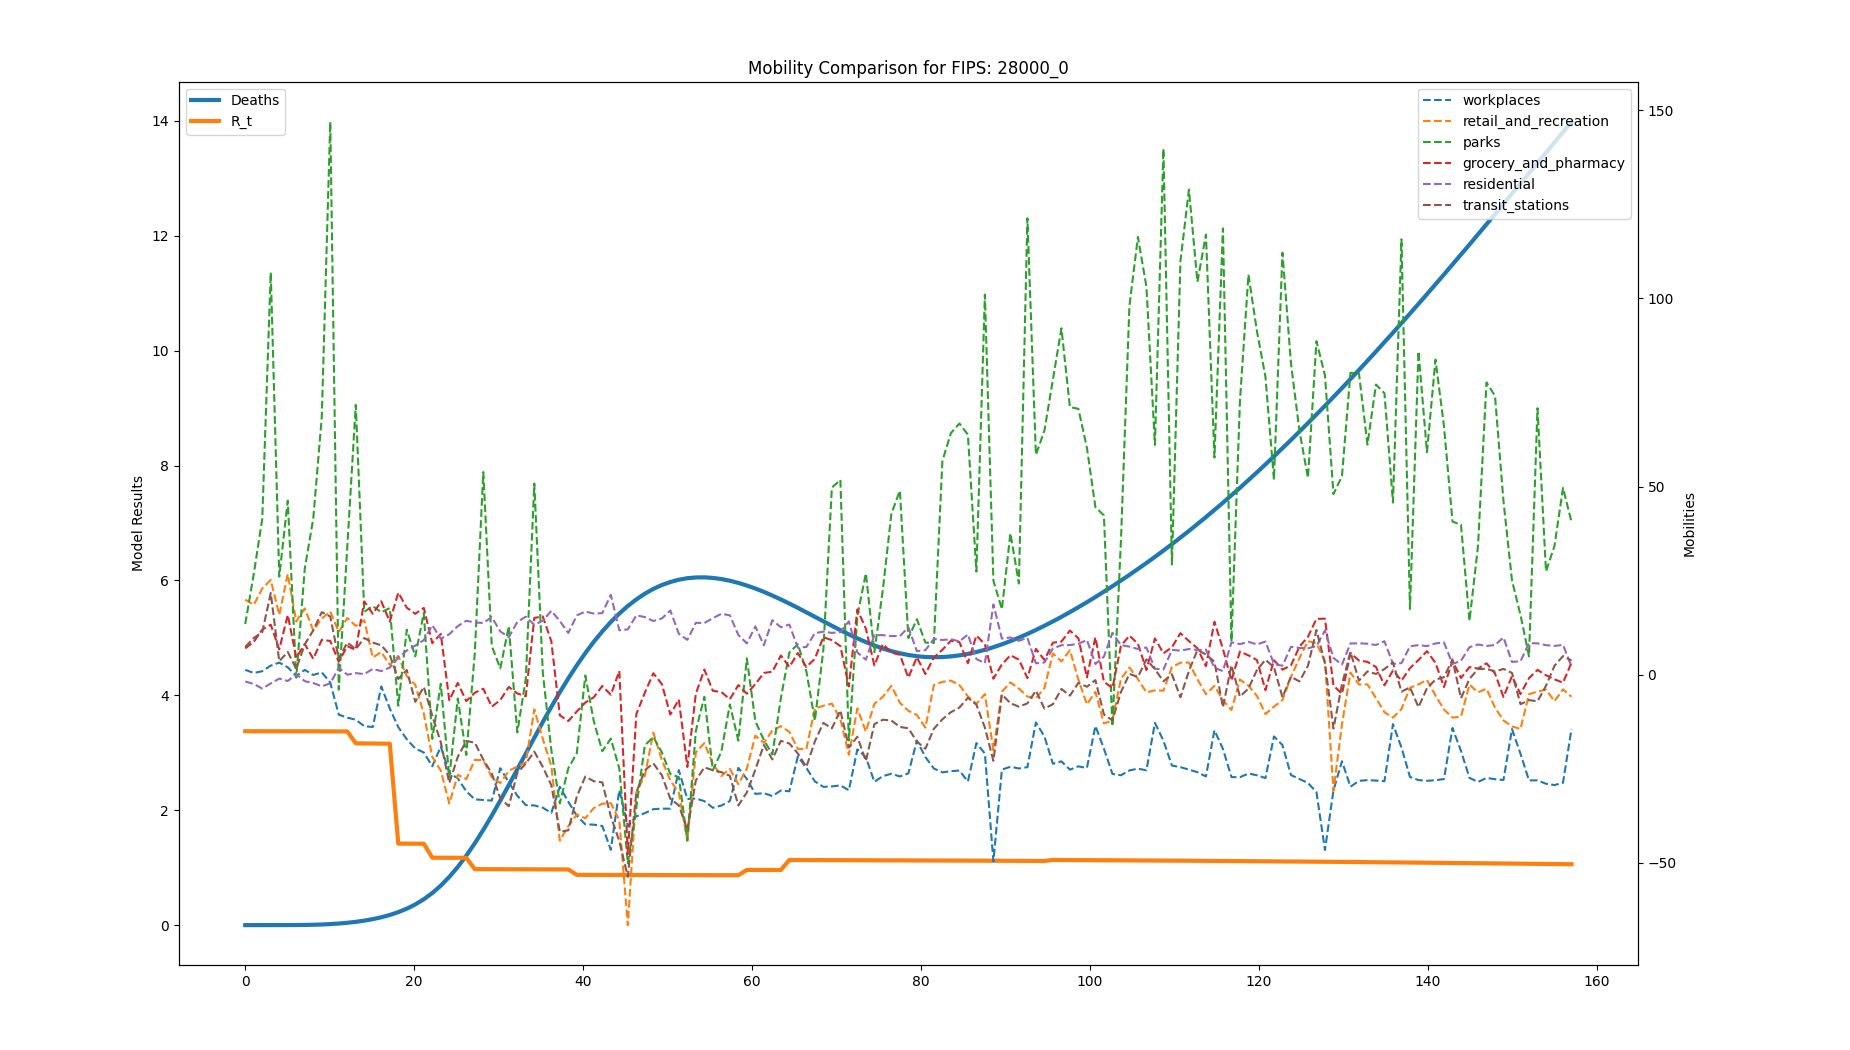 Mobility Comparison for FIPS: 28000_0
Deaths
R_t
workplaces
retail_and_recreation
parks
grocery_and_pharmacy
residential
transit_stations
Model Results
14
12
10
8
6
4
2
0
150
100
50
0
−50
Mobilities
0 20 40 60 80 100 120 140 160